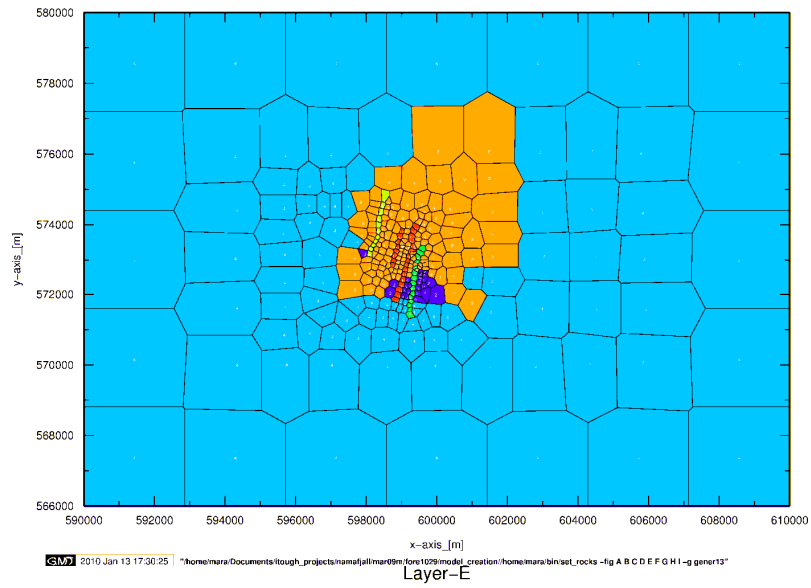 580000
578000
576000
574000
572000
570000
568000
566000
y-axis_[m]
590000 592000 594000 596000 598000 600000 602000 604000 606000 608000 610000
x-axis_[m]
GMD 2010 Jan 13 17:30:25 "/home/mara/Documents/itough_projects/namafjall/mar09m/fore1029/model_creation//home/mara/bin/set_rocks -fig A B C D E F G H I -g gener13"
Layer-E